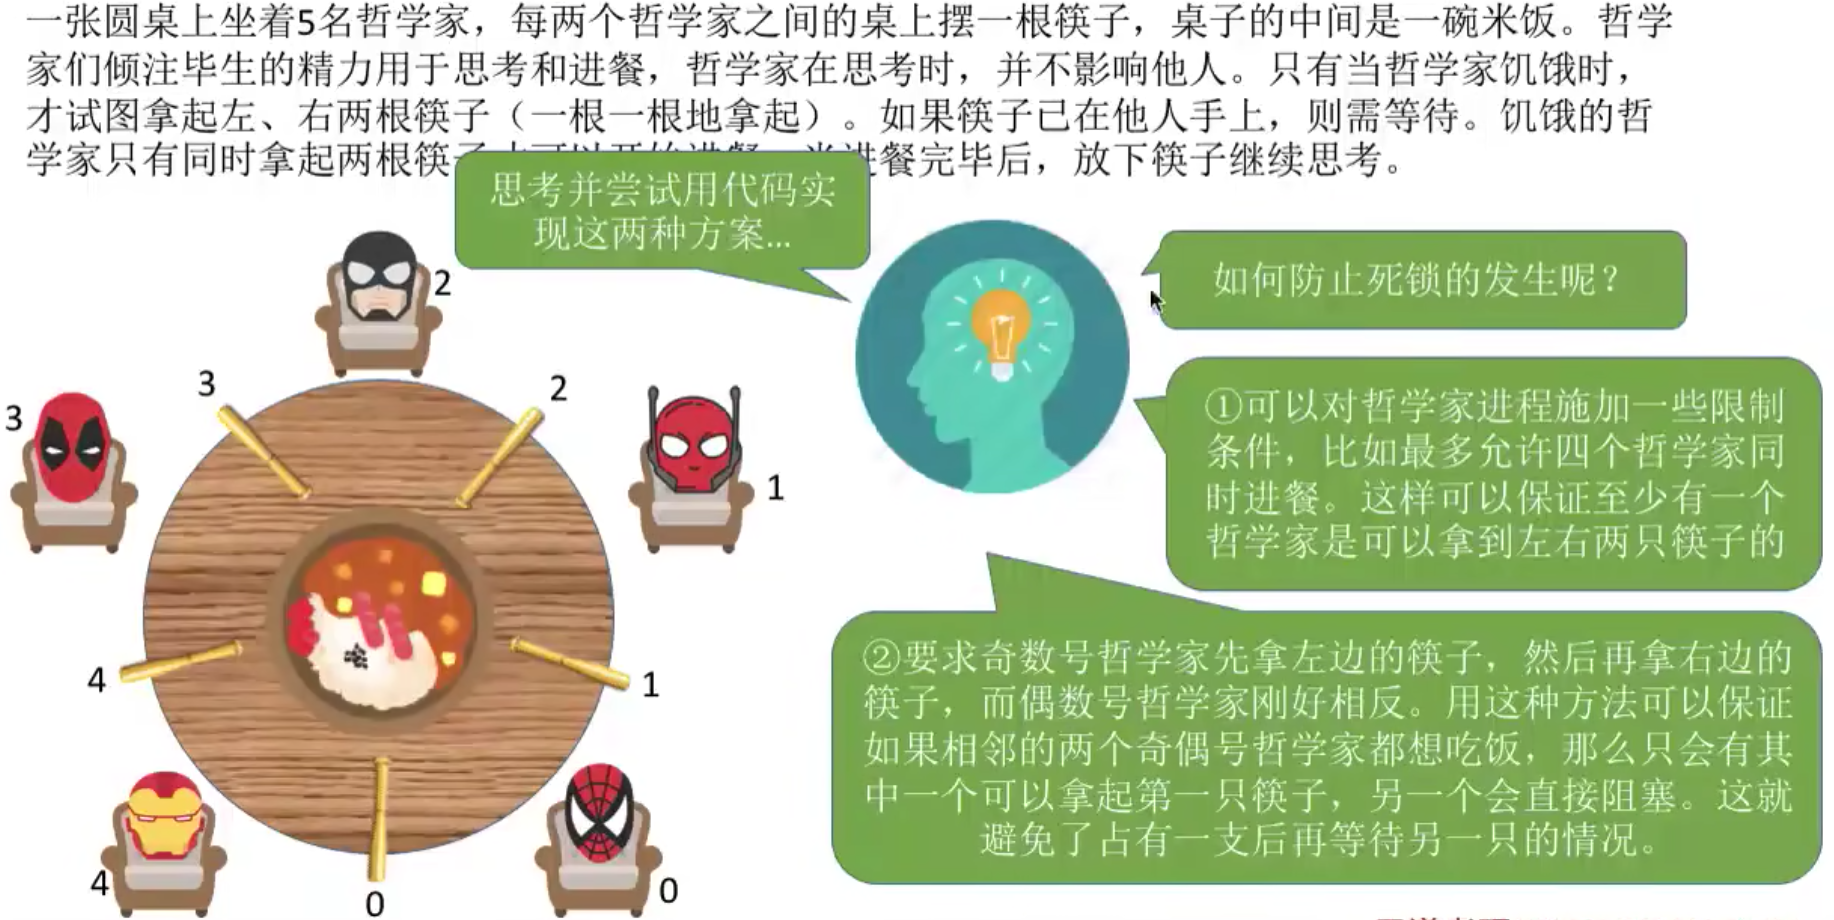 一张圆桌上坐着5名哲学家，每两个哲学家之间的桌上摆一根筷子，桌子的中间是一碗米饭。哲学
家们倾注毕生的精力用于思考和进餐，哲学家在思考时，并不影响他人。只有当哲学家饥饿时，
才试图拿起左、右两根筷子（一根一根地拿起）。如果筷子已在他人手上，则需等待。饥饿的哲
学家只有同时拿起两根筷 餐完毕后，放下筷子继续思考。
思考并尝试用代码实
现这两种方案...
如何防止死锁的发生呢？
①可以对哲学家进程施加一些限制
条件，比如最多允许四个哲学家同
时进餐。这样可以保证至少有一个
哲学家是可以拿到左右两只筷子的
②要求奇数号哲学家先拿左边的筷子，然后再拿右边的
筷子，而偶数号哲学家刚好相反。用这种方法可以保证
如果相邻的两个奇偶号哲学家都想吃饭，那么只会有其
中一个可以拿起第一只筷子，另一个会直接阻塞。这就
避免了占有一支后再等待另一只的情况。
2
3
2
3
1
4
1
4
0
0